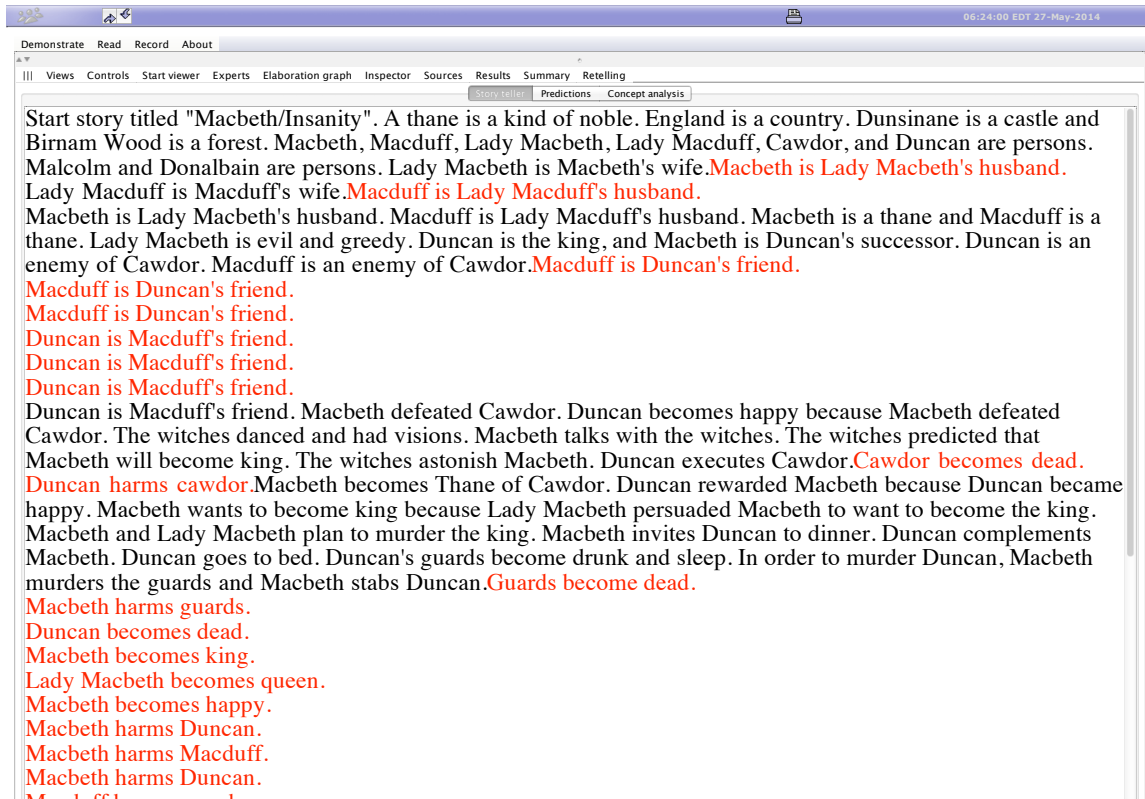 06:24:00 EDT 27-May-2014
Demonstrate Read Record About
||| Views Controls Start viewer Experts Elaboration graph Inspector Sources Results Summary Retelling
Story teller Predictions Concept analysis
Start story titled "Macbeth/Insanity". A thane is a kind of noble. England is a country. Dunsinane is a castle and
Birnam Wood is a forest. Macbeth, Macduff, Lady Macbeth, Lady Macduff, Cawdor, and Duncan are persons.
Malcolm and Donalbain are persons. Lady Macbeth is Macbeth's wife.Macbeth is Lady Macbeth's husband.
Lady Macduff is Macduff's wife.Macduff is Lady Macduff's husband.
Macbeth is Lady Macbeth's husband. Macduff is Lady Macduff's husband. Macbeth is a thane and Macduff is a
thane. Lady Macbeth is evil and greedy. Duncan is the king, and Macbeth is Duncan's successor. Duncan is an
enemy of Cawdor. Macduff is an enemy of Cawdor.Macduff is Duncan's friend.
Macduff is Duncan's friend.
Macduff is Duncan's friend.
Duncan is Macduff's friend.
Duncan is Macduff's friend.
Duncan is Macduff's friend.
Duncan is Macduff's friend. Macbeth defeated Cawdor. Duncan becomes happy because Macbeth defeated
Cawdor. The witches danced and had visions. Macbeth talks with the witches. The witches predicted that
Macbeth will become king. The witches astonish Macbeth. Duncan executes Cawdor.Cawdor becomes dead.
Duncan harms cawdor.Macbeth becomes Thane of Cawdor. Duncan rewarded Macbeth because Duncan became
happy. Macbeth wants to become king because Lady Macbeth persuaded Macbeth to want to become the king.
Macbeth and Lady Macbeth plan to murder the king. Macbeth invites Duncan to dinner. Duncan complements
Macbeth. Duncan goes to bed. Duncan's guards become drunk and sleep. In order to murder Duncan, Macbeth
murders the guards and Macbeth stabs Duncan.Guards become dead.
Macbeth harms guards.
Duncan becomes dead.
Macbeth becomes king.
Lady Macbeth becomes queen.
Macbeth becomes happy.
Macbeth harms Duncan.
Macbeth harms Macduff.
Macbeth harms Duncan.